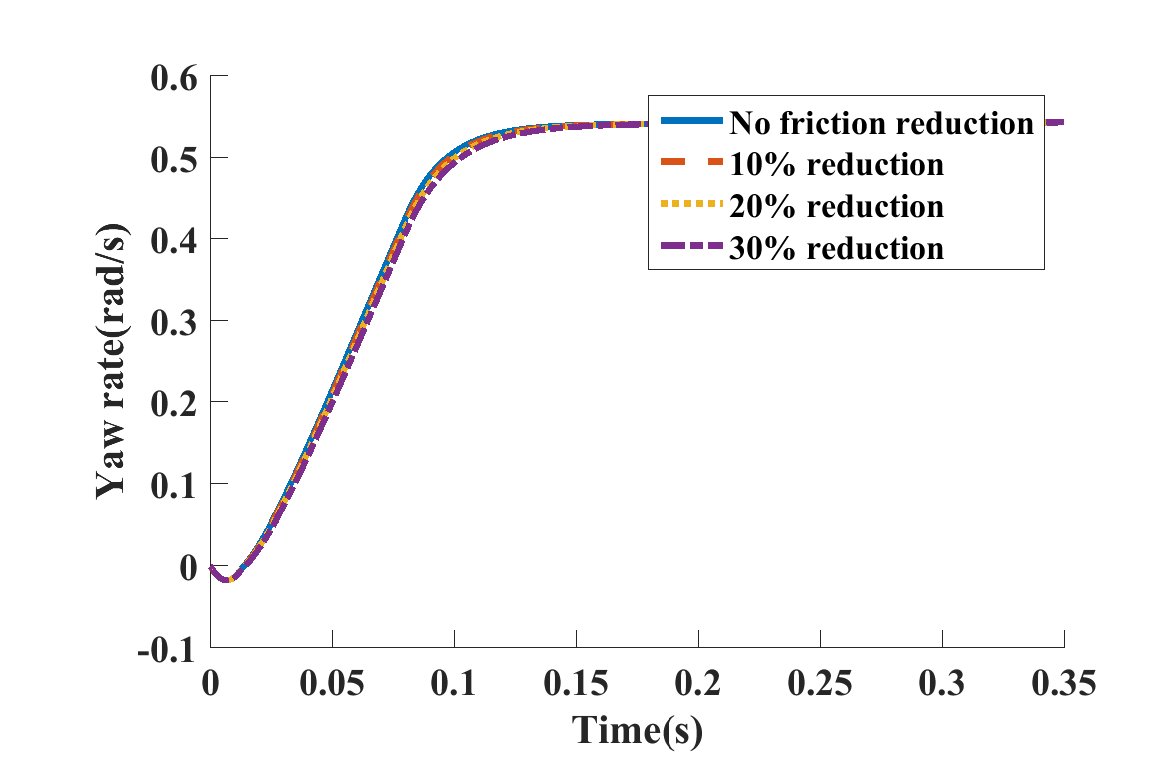 0.6
0.5
0.4
0.3
0.2
0.1
0
-0.1
Yaw rate(rad/s)
No friction reduction
10% reduction
20% reduction
30% reduction
0 0.05 0.1 0.15 0.2 0.25 0.3 0.35
Time(s)